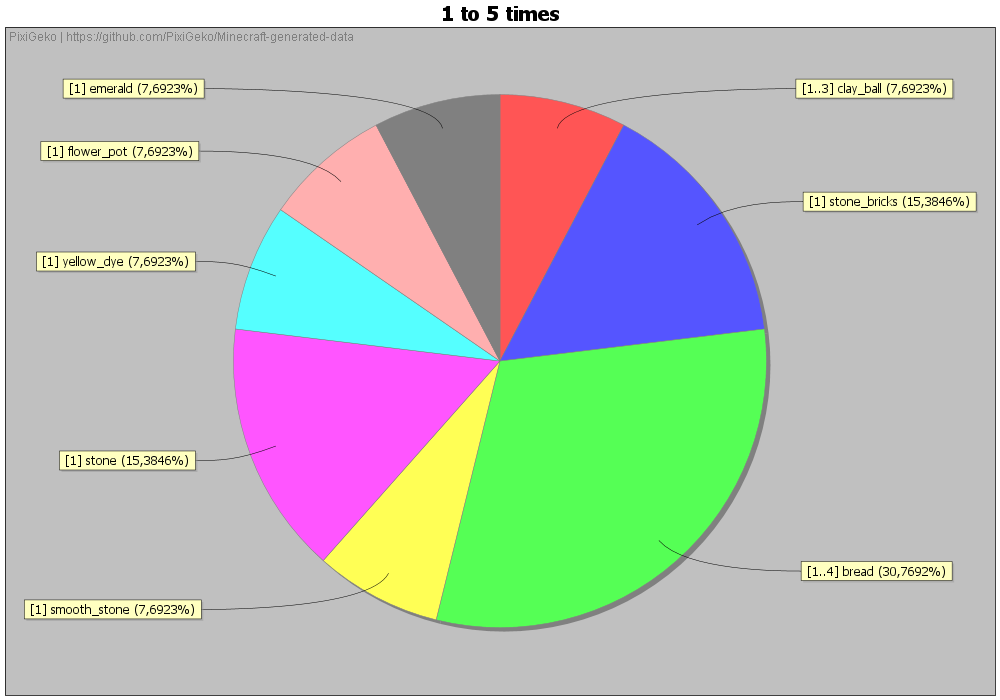 1 to 5 times
PixiGeko | https://github.com/PixiGeko/Minecraft-generated-data
[1] emerald (7,6923%)
[1..3] clay_ball (7,6923%)
[1] flower_pot (7,6923%)
[1] stone_bricks (15,3846%)
[1] yellow_dye (7,6923%)
[1] stone (15,3846%)
[1..4] bread (30,7692%)
[1] smooth_stone (7,6923%)